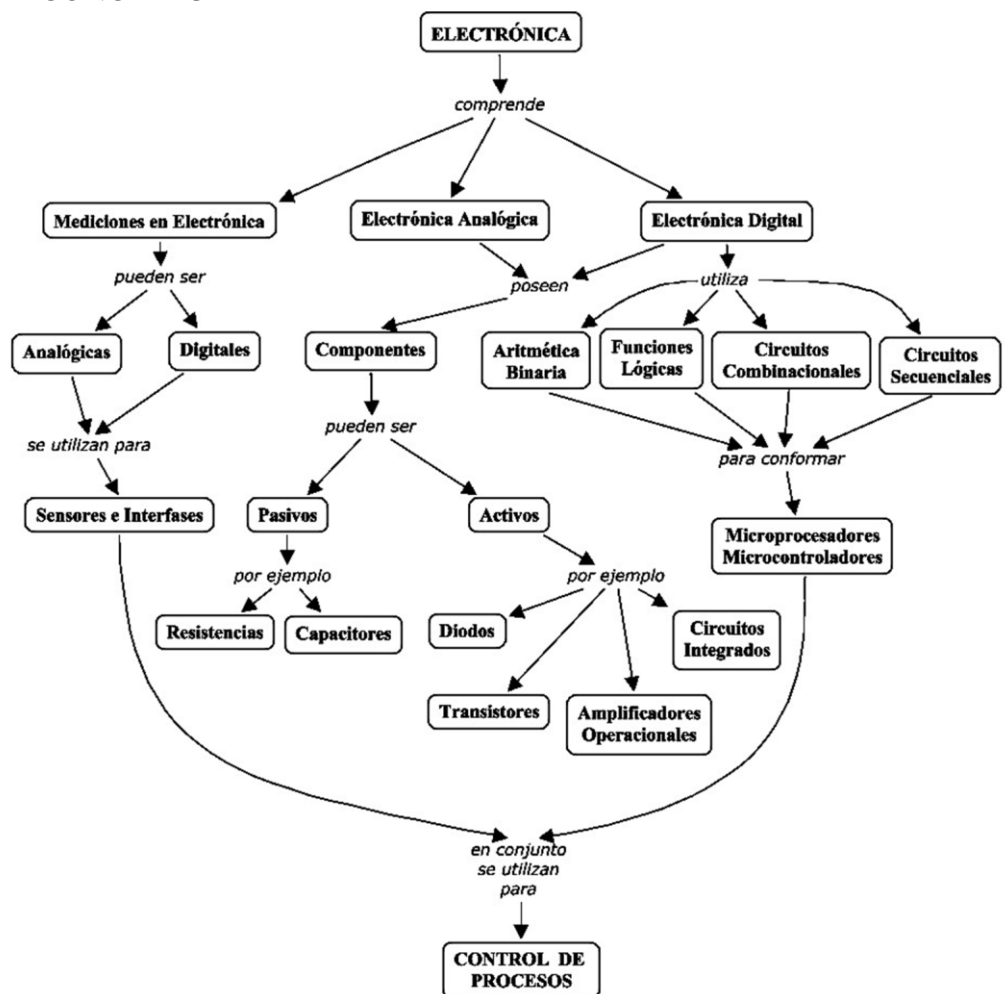 ELECTRÓNICA
comprende
Mediciones en Electrónica
Electrónica Analógica
Electrónica Digital
pueden ser
poseen
utiliza
Analógicas
Digitales
Componentes
Aritmética
Binaria
Funciones
Lógicas
Circuitos
Combinacionales
Circuitos
Secuenciales
se utilizan para
pueden ser
para conformar
Sensores e Interfases
Pasivos
Activos
Microprocesadores
Microcontroladores
por ejemplo
por ejemplo
Resistencias
Capacitores
Díodos
Circuitos
Integrados
Transistores
Amplificadores
Operacionales
en conjunto
se utilizan
para
CONTROL DE
PROCESOS